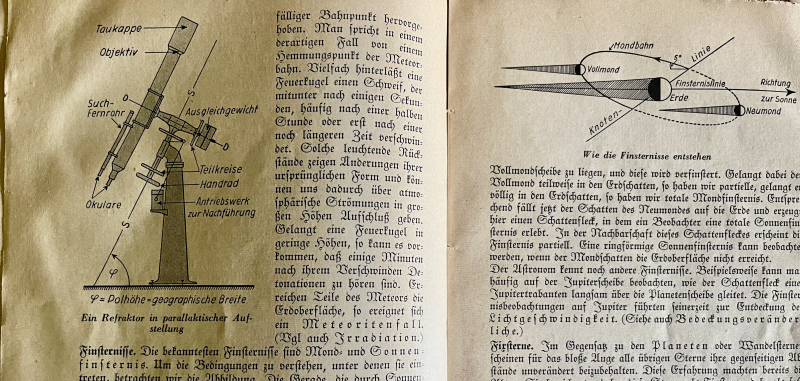 Taukappe
Objektiv
Such-
Fernrohr
Ausgleichgewicht
O
O
S
S
Teilkreise
Handrad
Okulare
Antriebswerk
zur Nachführung
φ
φ = Polhöhe = geographische Breite
Ein Refraktor in parallaktischer Auf-
stellung
fälliger Bahnpunkt hervorge-
hoben. Man spricht in einem
derartigen Fall von einem
Hemmungspunkt der Meteor-
bahn. Vielfach hinterläßt eine
Feuerkugel einen Schweif, der
mitunter nach einigen Sekun-
den, häufig nach einer halben
Stunde oder erst nach einer
noch längeren Zeit verschwin-
det. Solche leuchtende Rück-
stände zeigen Änderungen ihrer
ursprünglichen Form und kön-
nen uns dadurch über atmo-
sphärische Strömungen in gro-
ßen Höhen Aufschluß geben.
Gelangt eine Feuerkugel in
geringe Höhen, so kann es vor-
kommen, daß einige Minuten
nach ihrem Verschwinden De-
tonationen zu hören sind. Er-
reichen Teile des Meteors die
Erdoberfläche, so ereignet sich
ein Meteoritenfall.
(Vgl auch Irradiation.)
Finsternisse. Die bekanntesten Finsternisse sind Mond- und Sonnen-
finsternis. Um die Bedingungen zu verstehen, unter denen sie ein-
treten, betrachten wir die Abbildung. Die Gerade, die durch Sonnen-
Mondbahn
5°
Linie
Vollmond
Finsternislinie
Erde
Richtung
zur Sonne
Neumond
Knoten-
Wie die Finsternisse entstehen
Vollmondscheibe zu liegen, und diese wird verfinstert. Gelangt dabei der
Vollmond teilweise in den Erdschatten, so haben wir partielle, gelangt er
völlig in den Erdschatten, so haben wir totale Mondfinsternis. Entspre-
chend fällt jetzt der Schatten des Neumondes auf die Erde und erzeugt
hier einen Schattenfleck, in dem ein Beobachter eine totale Sonnenfin-
sternis erlebt. In der Nachbarschaft dieses Schattenfleckes erscheint die
Finsternis partiell. Eine ringförmige Sonnenfinsternis kann beobachtet
werden, wenn der Mondschatten die Erdoberfläche nicht erreicht.
Der Astronom kennt noch andere Finsternisse. Beispielsweise kann man
häufig auf der Jupiterscheibe beobachten, wie der Schattenfleck eines
Jupitertrabanten langsam über die Planetenscheibe gleitet. Die Finster-
nisbeobachtungen auf Jupiter führten seinerzeit zur Entdeckung der
Lichtgeschwindigkeit. (Siehe auch Bedeckungsveränder-
liche.)
Fixsterne. Im Gegensatz zu den Planeten oder Wandelsternen
scheinen für das bloße Auge alle übrigen Sterne ihre gegenseitigen Ab-
stände unverändert beizubehalten. Diese Erfahrung machten bereits die